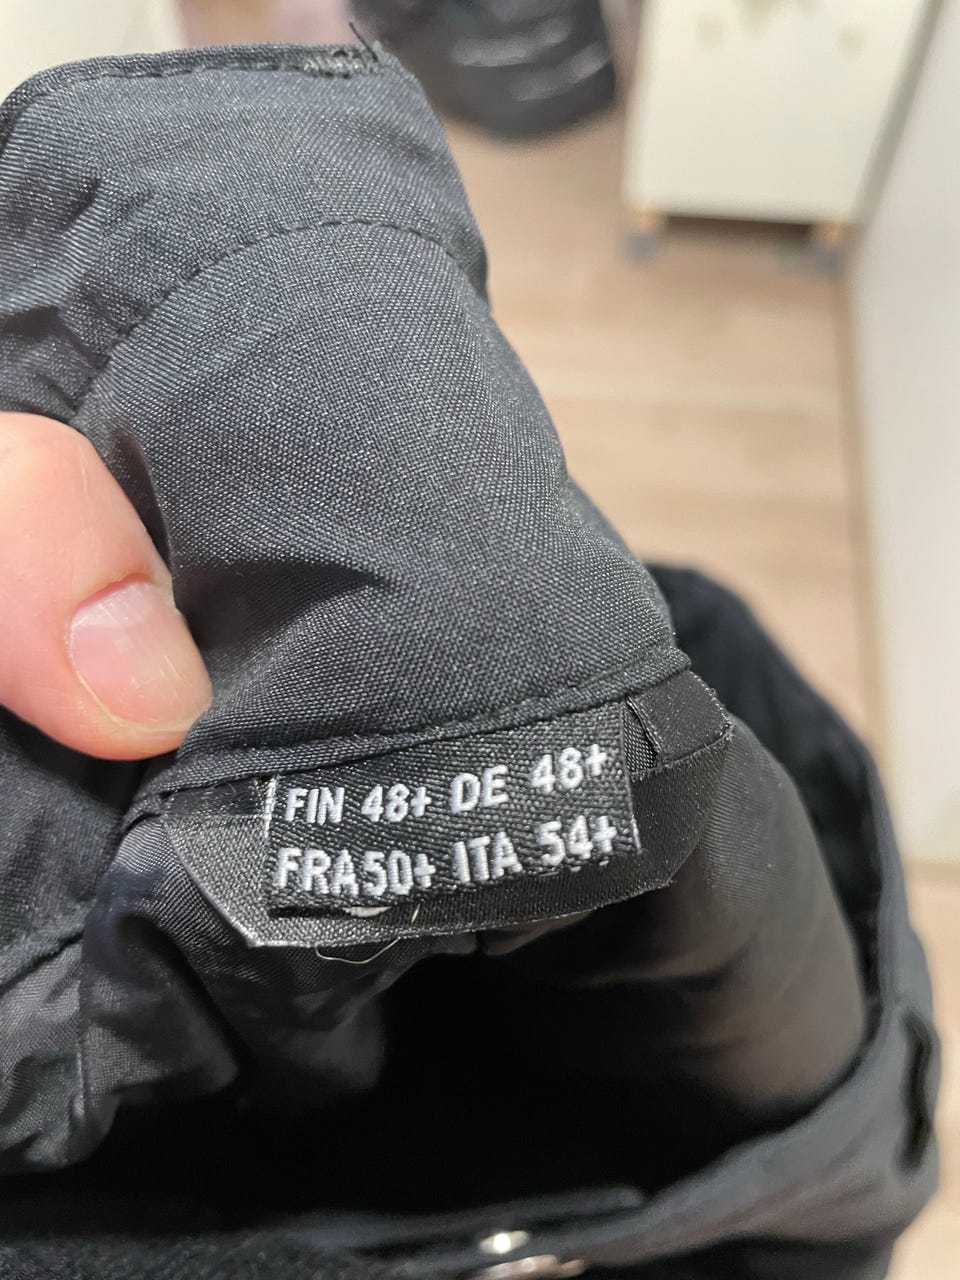 FIN 48+ DE 48+
FRA50+ ITA 54+